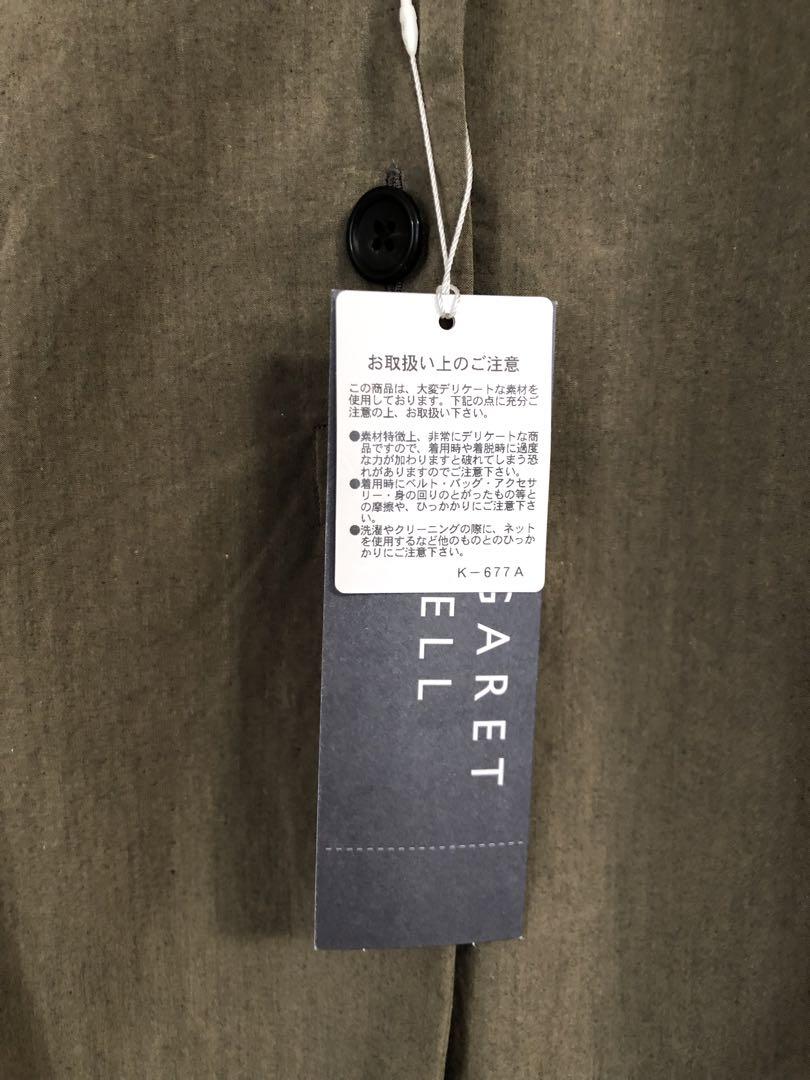 お取扱い上のご注意
この商品は、大変デリケートな素材を
使用しております。下記の点に充分ご
注意の上、お取扱い下さい。
●素材特徴上、非常にデリケートな商
品ですので、着用時や着脱時に過度
な力が加わりますと破れてしまう恐
れがありますのでご注意下さい。
●着用時にベルト・バッグ・アクセサ
リー・身の回りのとがったもの等と
の摩擦や、ひっかかりにご注意下さ
い。
●洗濯やクリーニングの際に、ネット
を使用するなど他のものとのひっか
かりにご注意下さい。
K－677A
GARET
ELL